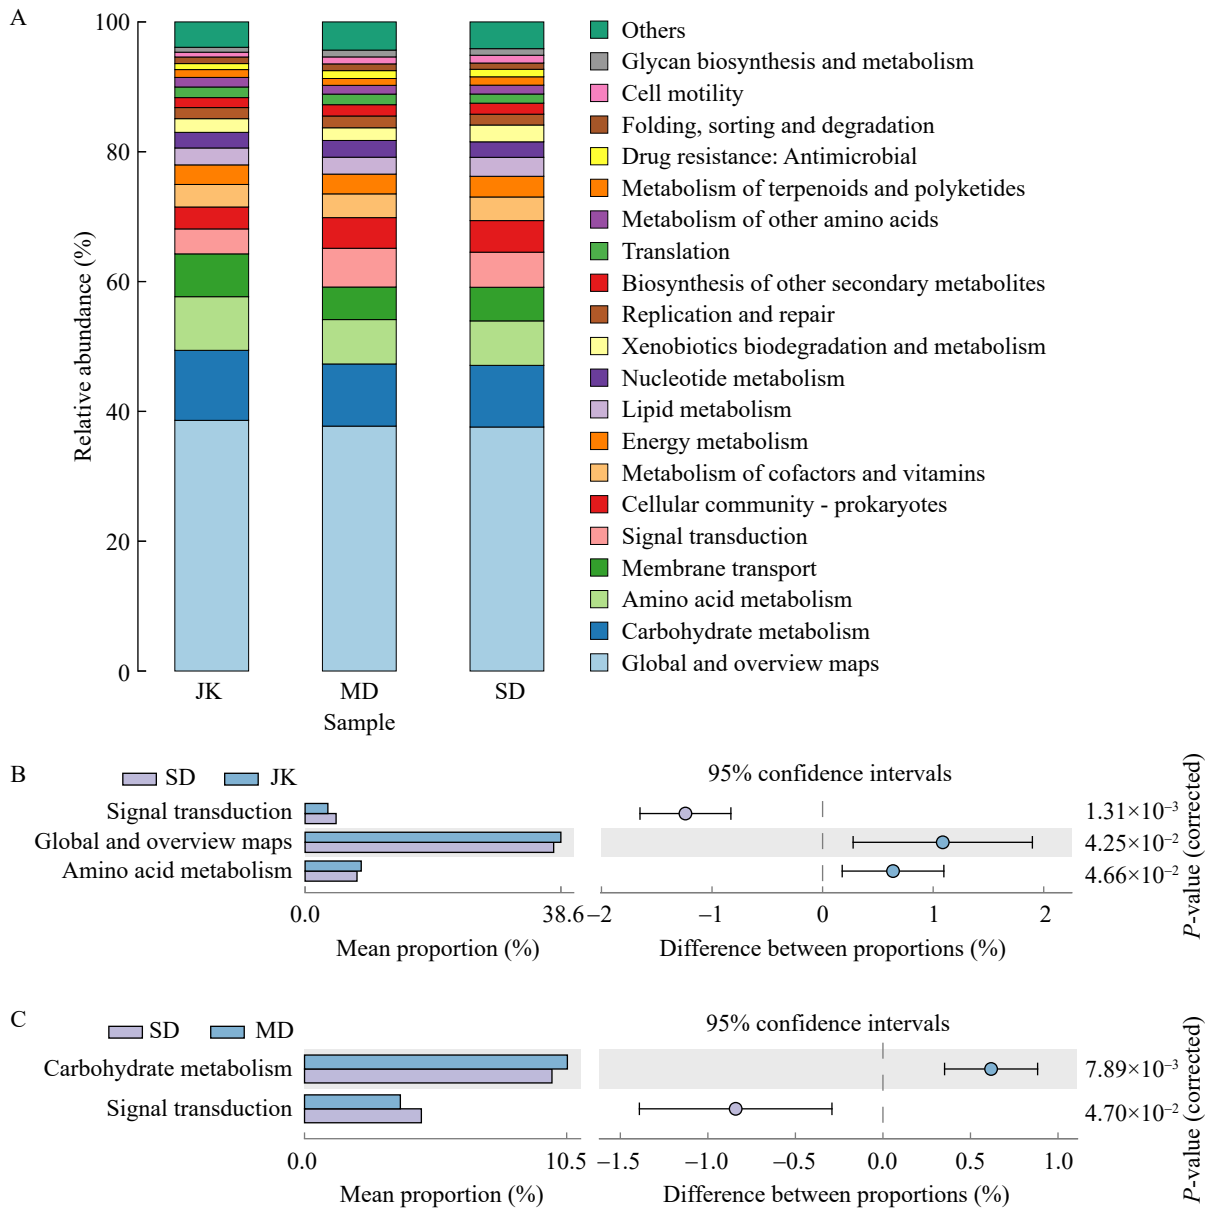 A
100
80
60
40
20
0
Relative abundance (%)
JK
MD
SD
Sample
Others
Glycan biosynthesis and metabolism
Cell motility
Folding, sorting and degradation
Drug resistance: Antimicrobial
Metabolism of terpenoids and polyketides
Metabolism of other amino acids
Translation
Biosynthesis of other secondary metabolites
Replication and repair
Xenobiotics biodegradation and metabolism
Nucleotide metabolism
Lipid metabolism
Energy metabolism
Metabolism of cofactors and vitamins
Cellular community - prokaryotes
Signal transduction
Membrane transport
Amino acid metabolism
Carbohydrate metabolism
Global and overview maps
B
SD JK
95% confidence intervals
Signal transduction
Global and overview maps
Amino acid metabolism
1.31×10⁻³
4.25×10⁻²
4.66×10⁻²
P-value (corrected)
0.0 38.6
−2 −1 0 1 2
Mean proportion (%)
Difference between proportions (%)
C
SD MD
95% confidence intervals
Carbohydrate metabolism
Signal transduction
7.89×10⁻³
4.70×10⁻²
P-value (corrected)
0.0 10.5
−1.5 −1.0 −0.5 0.0 0.5 1.0
Mean proportion (%)
Difference between proportions (%)